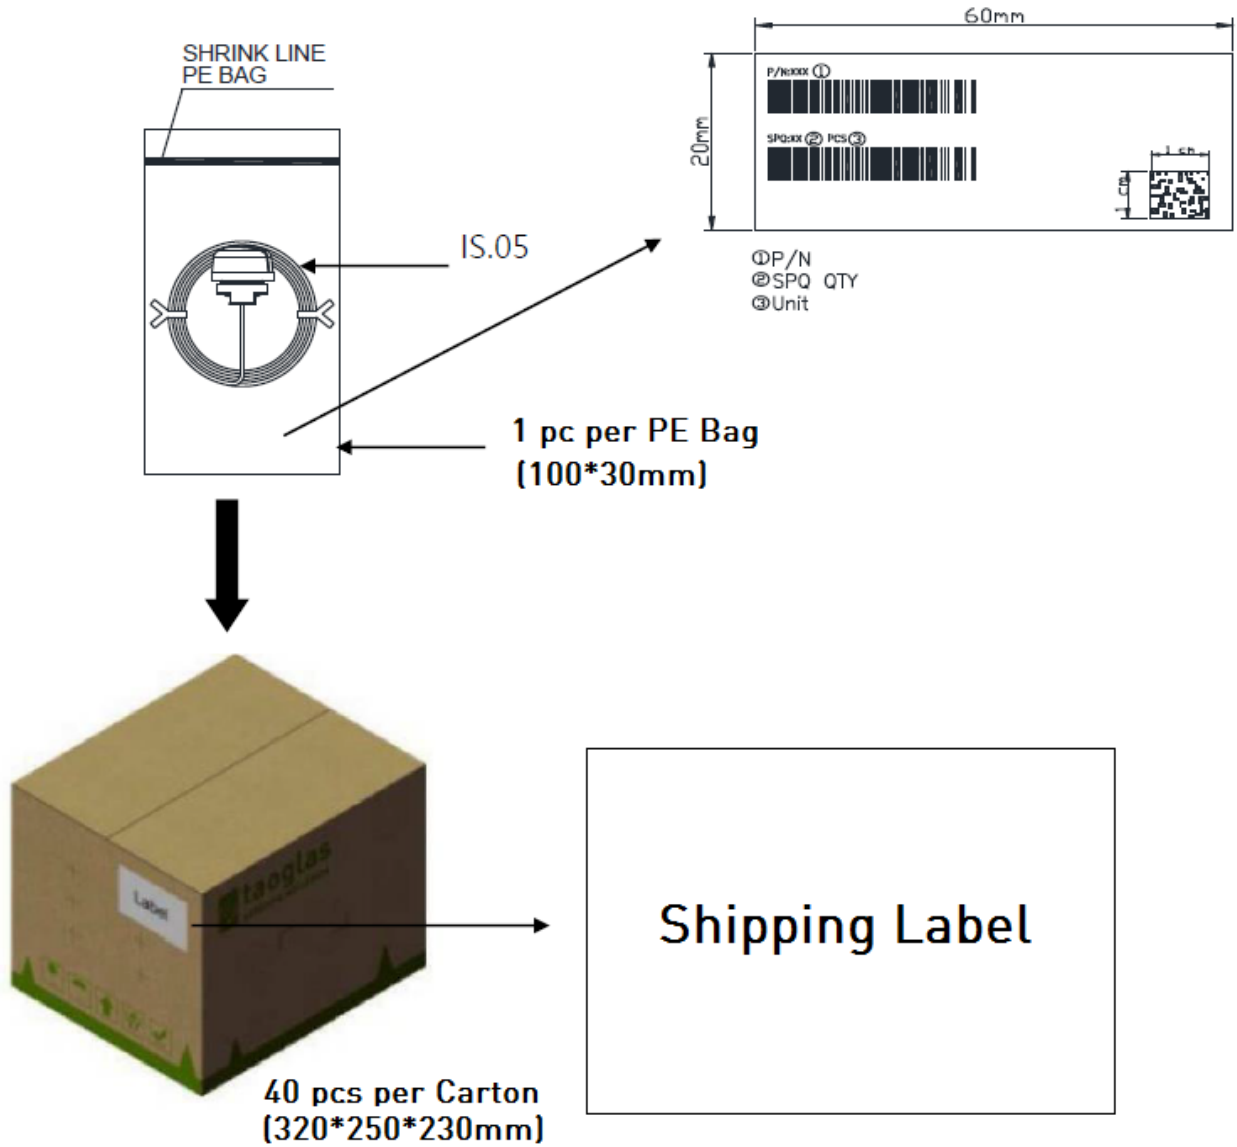 SHRINK LINE
PE BAG
IS.05
1 pc per PE Bag
(100*30mm)
60mm
20mm
P/N:XXX ①
SPQ:XX ② PCS ③
1 cm
1 cm
①P/N
②SPQ QTY
③Unit
taoglas
Label
Shipping Label
40 pcs per Carton
(320*250*230mm)